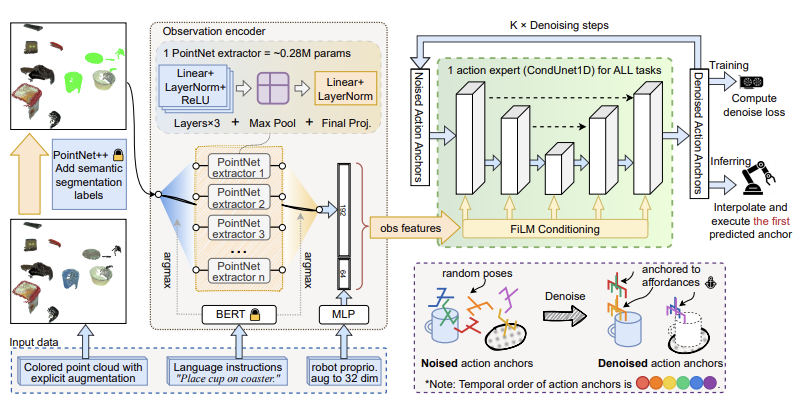 Observation encoder
1 PointNet extractor = ~0.28M params
Linear+
LayerNorm+
ReLU
Linear+
LayerNorm
Layers×3 + Max Pool + Final Proj.
PointNet++
Add semantic
segmentation
labels
PointNet
extractor 1
PointNet
extractor 2
PointNet
extractor 3
...
PointNet
extractor n
argmax
argmax
192
64
BERT
MLP
Input data
Colored point cloud with
explicit augmentation
Language instructions
"Place cup on coaster."
robot proprio.
aug to 32 dim
obs features
K × Denoising steps
Noised Action Anchors
1 action expert (CondUnet1D) for ALL tasks
FiLM Conditioning
Denoised Action Anchors
Training
Compute
denoise loss
Inferring
Interpolate and
execute the first
predicted anchor
random poses
Denoise
anchored to
affordances
Noised action anchors
Denoised action anchors
*Note: Temporal order of action anchors is